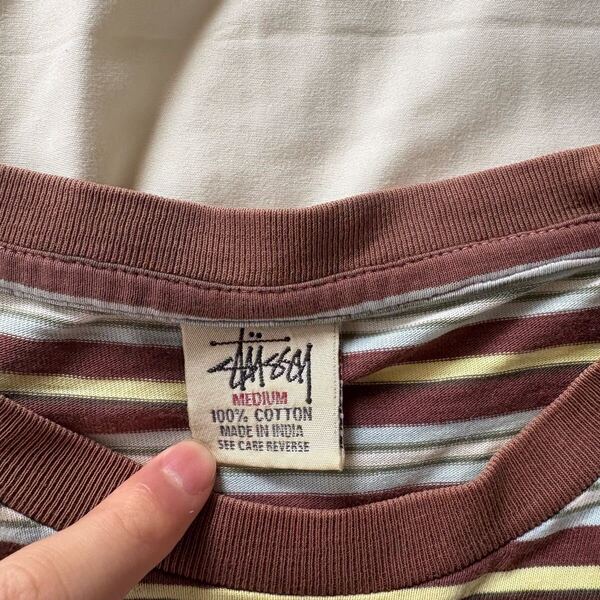 Stüssy
MEDIUM
100% COTTON
MADE IN INDIA
SEE CARE REVERSE